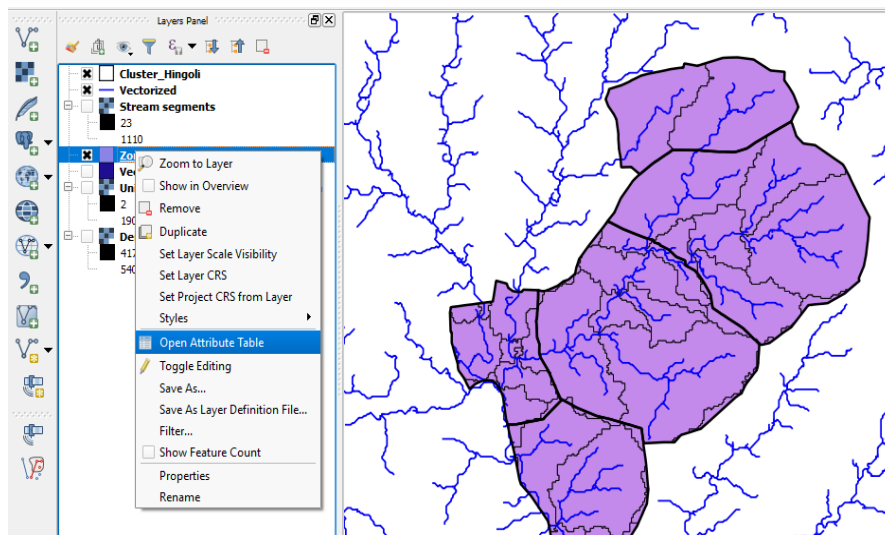 Layers Panel
Cluster_Hingoli
Vectorized
Stream segments
23
1110
Zo
Vec
Uni
2
190
De
417
540
Zoom to Layer
Show in Overview
Remove
Duplicate
Set Layer Scale Visibility
Set Layer CRS
Set Project CRS from Layer
Styles
Open Attribute Table
Toggle Editing
Save As...
Save As Layer Definition File...
Filter...
Show Feature Count
Properties
Rename